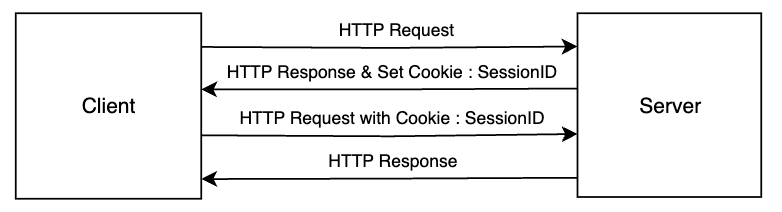 HTTP Request
HTTP Response & Set Cookie : SessionID
Client
Server
HTTP Request with Cookie : SessionID
HTTP Response